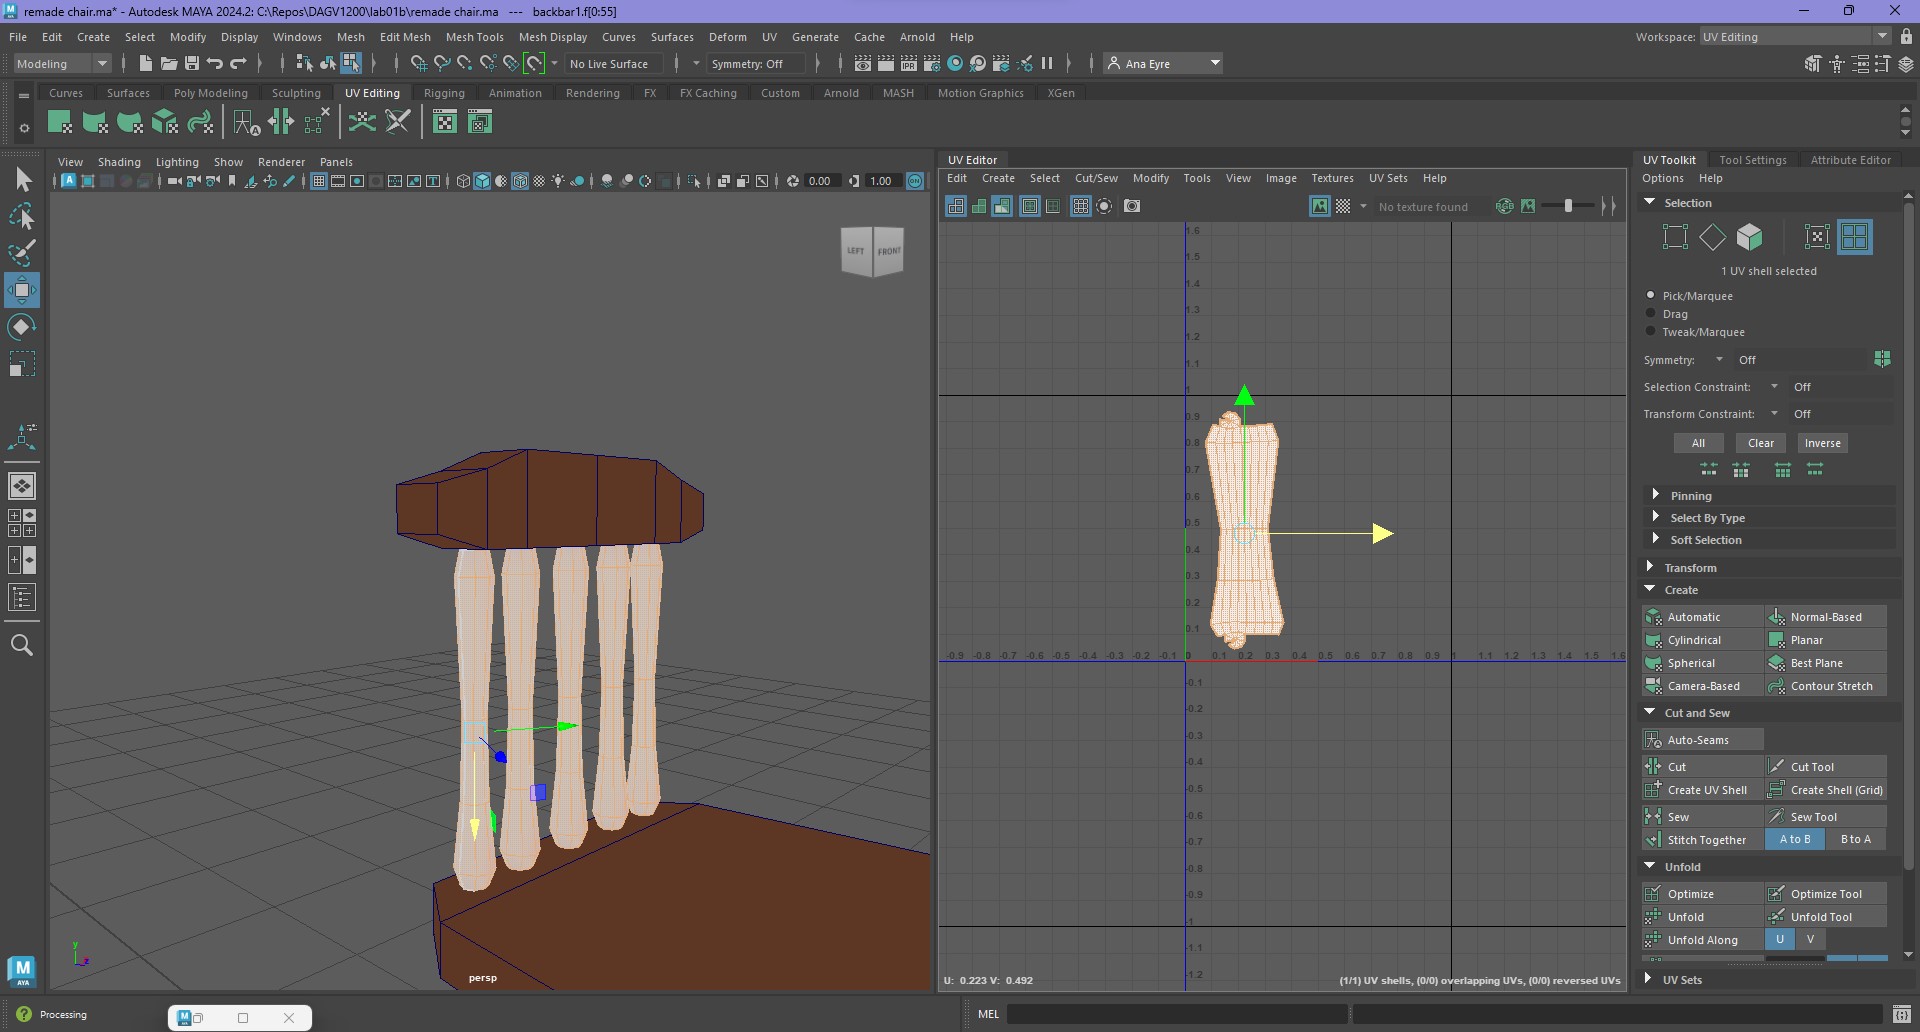 remade chair.ma* - Autodesk MAYA 2024.2: C:\Repos\DAGV1200\lab01b\remade chair.ma --- backbar1.f[0:55]
File Edit Create Select Modify Display Windows Mesh Edit Mesh Mesh Tools Mesh Display Curves Surfaces Deform UV Generate Cache Arnold Help
Workspace: UV Editing
Modeling No Live Surface Symmetry: Off Ana Eyre
Curves Surfaces Poly Modeling Sculpting UV Editing Rigging Animation Rendering FX FX Caching Custom Arnold MASH Motion Graphics XGen
View Shading Lighting Show Renderer Panels
0.00 1.00
LEFT FRONT
persp
y
z
UV Editor
Edit Create Select Cut/Sew Modify Tools View Image Textures UV Sets Help
No texture found
1.6
1.5
1.4
1.3
1.2
1.1
1
0.9
0.8
0.7
0.6
0.5
0.4
0.3
0.2
0.1
-0.9 -0.8 -0.7 -0.6 -0.5 -0.4 -0.3 -0.2 -0.1 0 0.1 0.2 0.3 0.4 0.5 0.6 0.7 0.8 0.9 1 1.1 1.2 1.3 1.4 1.5 1.6
-0.1
-0.2
-0.3
-0.4
-0.5
-0.6
-0.7
-0.8
-0.9
-1
-1.1
-1.2
U: 0.223 V: 0.492
(1/1) UV shells, (0/0) overlapping UVs, (0/0) reversed UVs
UV Toolkit Tool Settings Attribute Editor
Options Help
Selection
1 UV shell selected
Pick/Marquee
Drag
Tweak/Marquee
Symmetry: Off
Selection Constraint: Off
Transform Constraint: Off
All Clear Inverse
Pinning
Select By Type
Soft Selection
Transform
Create
Automatic Normal-Based
Cylindrical Planar
Spherical Best Plane
Camera-Based Contour Stretch
Cut and Sew
Auto-Seams
Cut Cut Tool
Create UV Shell Create Shell (Grid)
Sew Sew Tool
Stitch Together A to B B to A
Unfold
Optimize Optimize Tool
Unfold Unfold Tool
Unfold Along U V
UV Sets
Processing
MEL